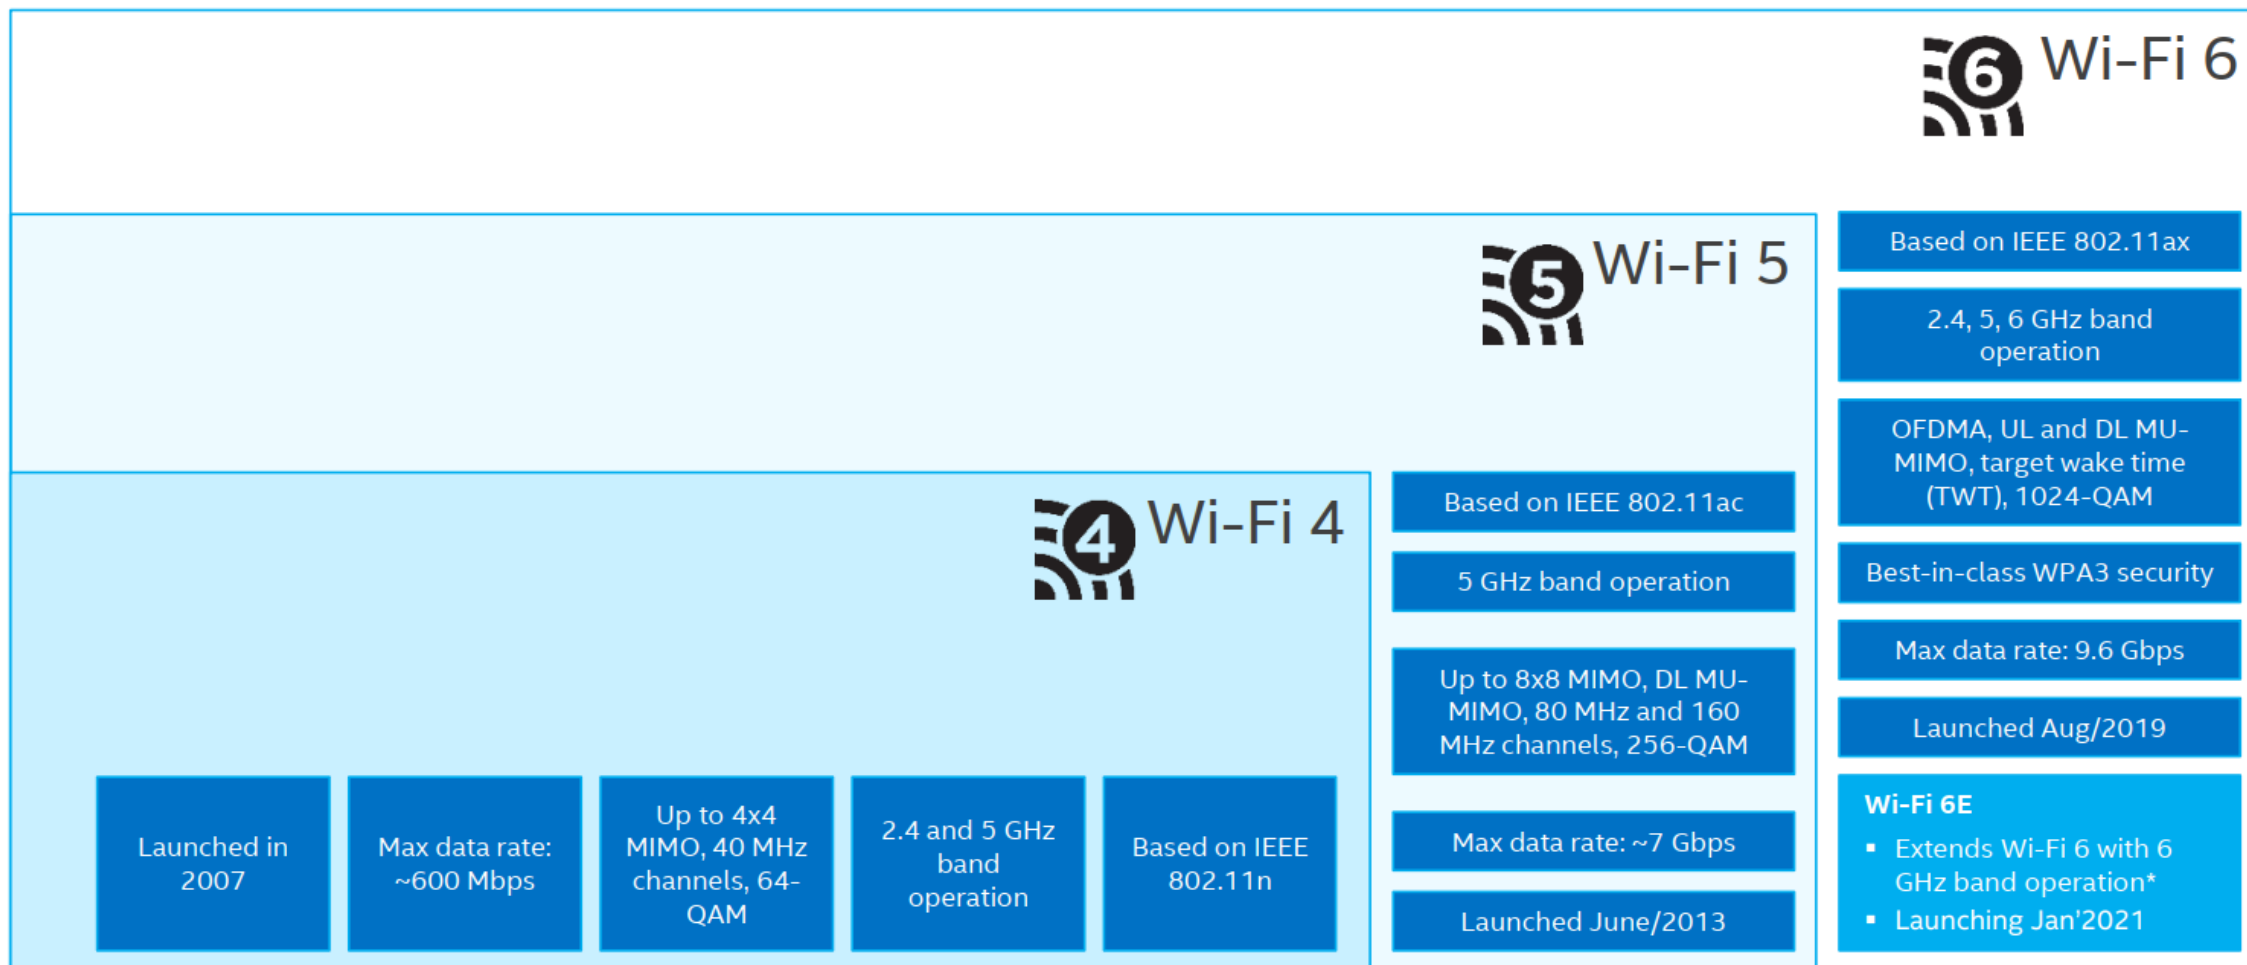 6
Wi-Fi 6
Based on IEEE 802.11ax
2.4, 5, 6 GHz band
operation
OFDMA, UL and DL MU-
MIMO, target wake time
(TWT), 1024-QAM
Best-in-class WPA3 security
Max data rate: 9.6 Gbps
Launched Aug/2019
Wi-Fi 6E
▪ Extends Wi-Fi 6 with 6
GHz band operation*
▪ Launching Jan'2021
5
Wi-Fi 5
Based on IEEE 802.11ac
5 GHz band operation
Up to 8x8 MIMO, DL MU-
MIMO, 80 MHz and 160
MHz channels, 256-QAM
Max data rate: ~7 Gbps
Launched June/2013
4
Wi-Fi 4
Launched in
2007
Max data rate:
~600 Mbps
Up to 4x4
MIMO, 40 MHz
channels, 64-
QAM
2.4 and 5 GHz
band
operation
Based on IEEE
802.11n